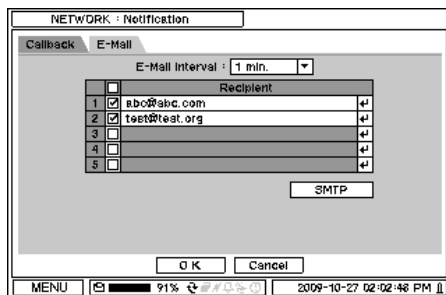 NETWORK : Notification
Callback E-Mail
E-Mail Interval : 1 min.
Recipient
1 abc@abc.com
2 test@test.org
3
4
5
SMTP
OK Cancel
MENU 91% 2009-10-27 02:02:48 PM